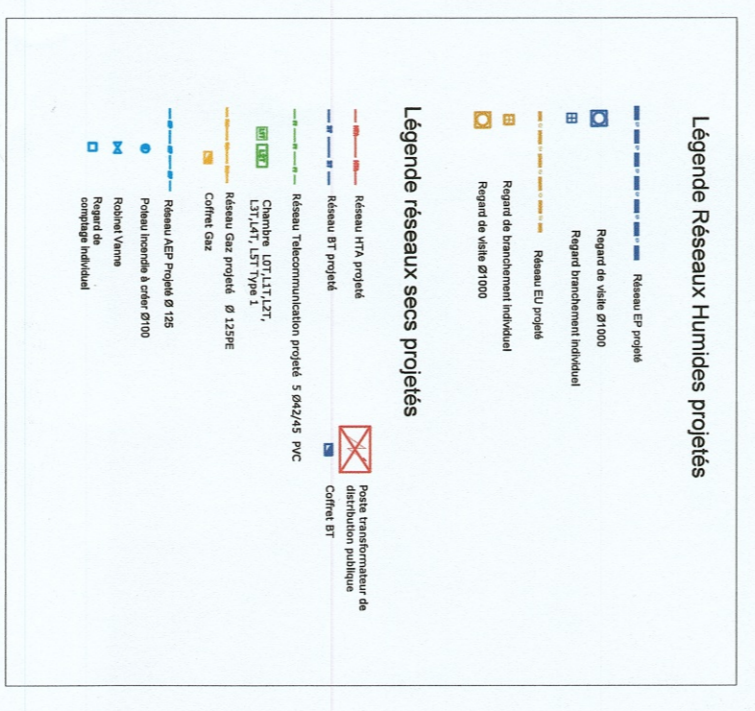 Légende Réseaux Humides projetés
Réseau EP projeté
Regard de visite Ø1000
Regard branchement individuel
Réseau EU projeté
Regard de branchement individuel
Regard de visite Ø1000
Légende réseaux secs projetés
Réseau HTA projeté
Poste transformateur de
distribution publique
Réseau BT projeté
Coffret BT
Réseau Telecommunication projeté 5 Ø42/45 PVC
Chambre L0T,L1T,L2T,
L3T,L4T, L5T Type 1
Réseau Gaz projeté Ø 125PE
Coffret Gaz
Réseau AEP Projeté Ø 125
Poteau Incendie à créer Ø100
Robinet Vanne
Regard de
comptage individuel